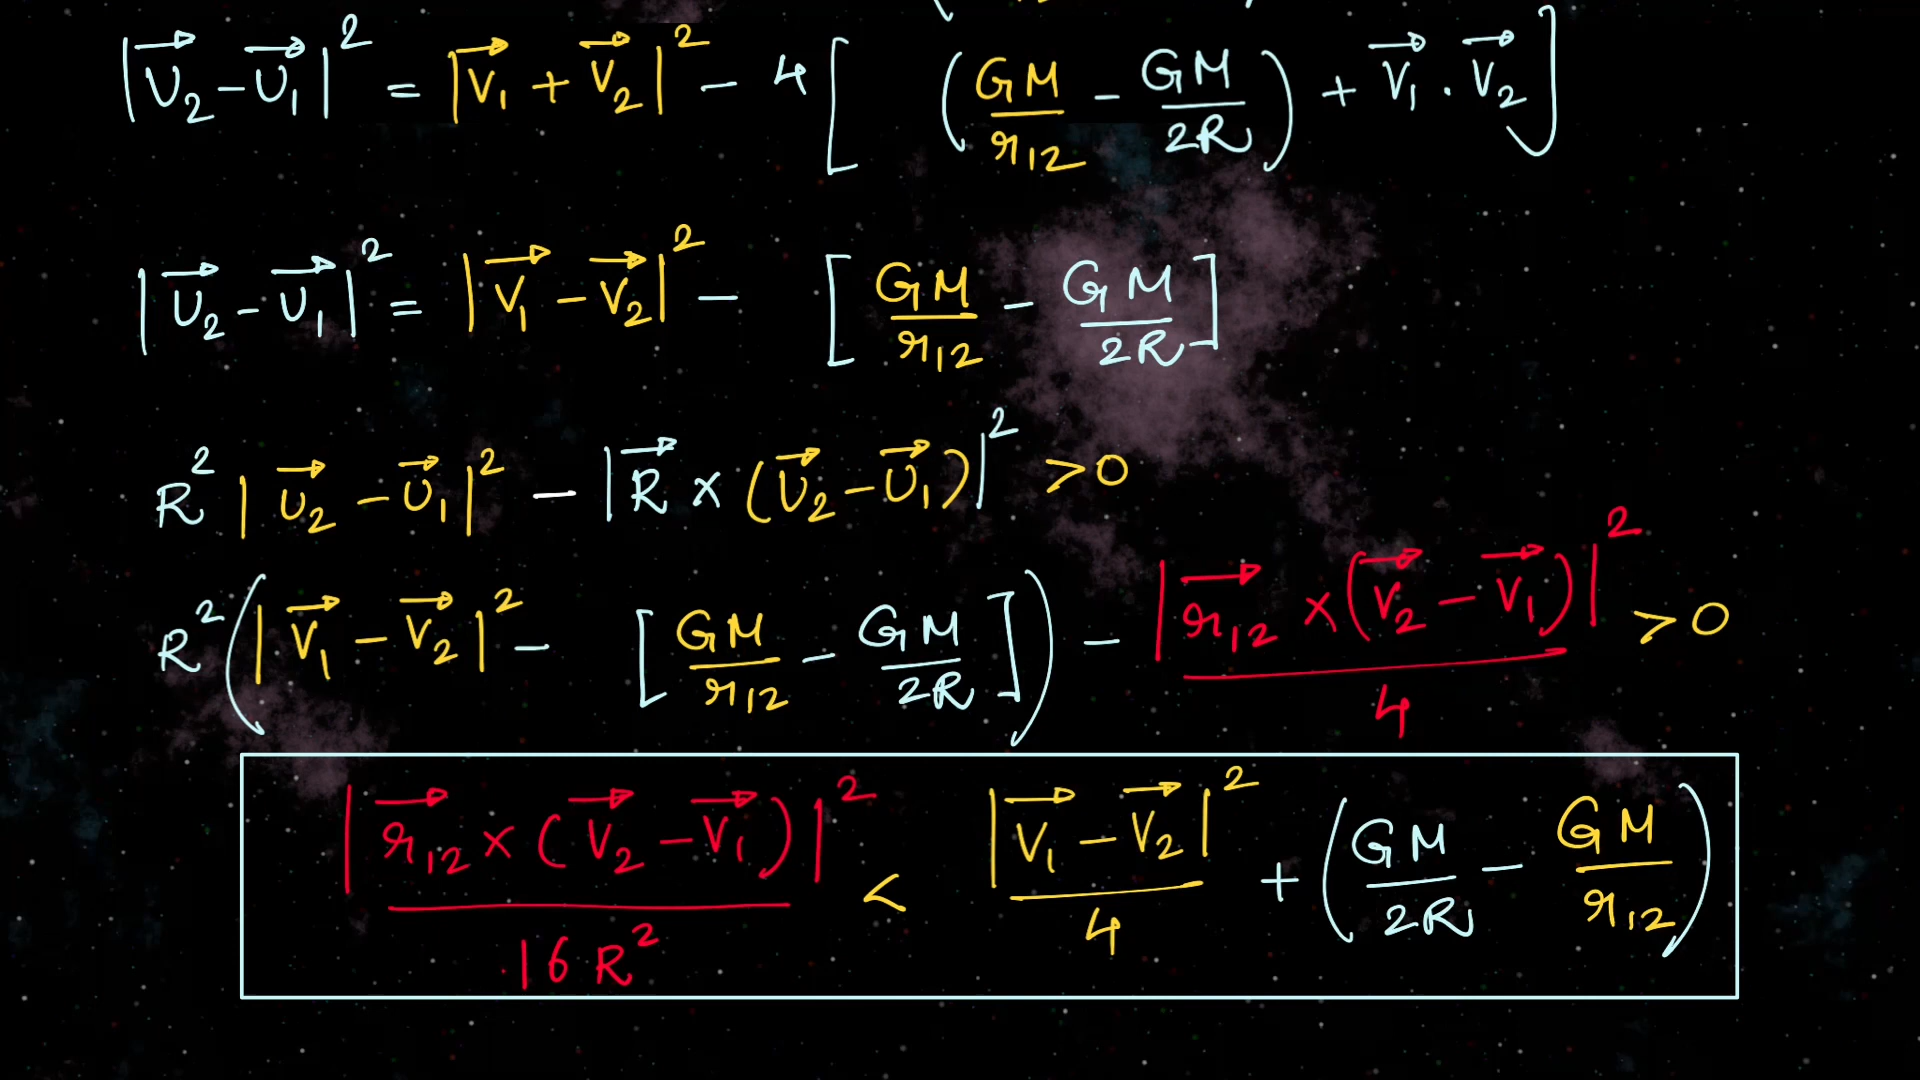 |U⃗₂ - U⃗₁|² = |V⃗₁ + V⃗₂|² - 4 [ (GM/r₁₂ - GM/2R) + V⃗₁ . V⃗₂ ]
|U⃗₂ - U⃗₁|² = |V⃗₁ - V⃗₂|² - [ GM/r₁₂ - GM/2R ]
R² |U⃗₂ - U⃗₁|² - |R⃗ × (U⃗₂ - U⃗₁)|² > 0
R² ( |V⃗₁ - V⃗₂|² - [ GM/r₁₂ - GM/2R ] ) - |r⃗₁₂ × (V⃗₂ - V⃗₁)|² / 4 > 0
|r⃗₁₂ × (V⃗₂ - V⃗₁)|² / 16 R² < |V⃗₁ - V⃗₂|² / 4 + ( GM/2R - GM/r₁₂ )